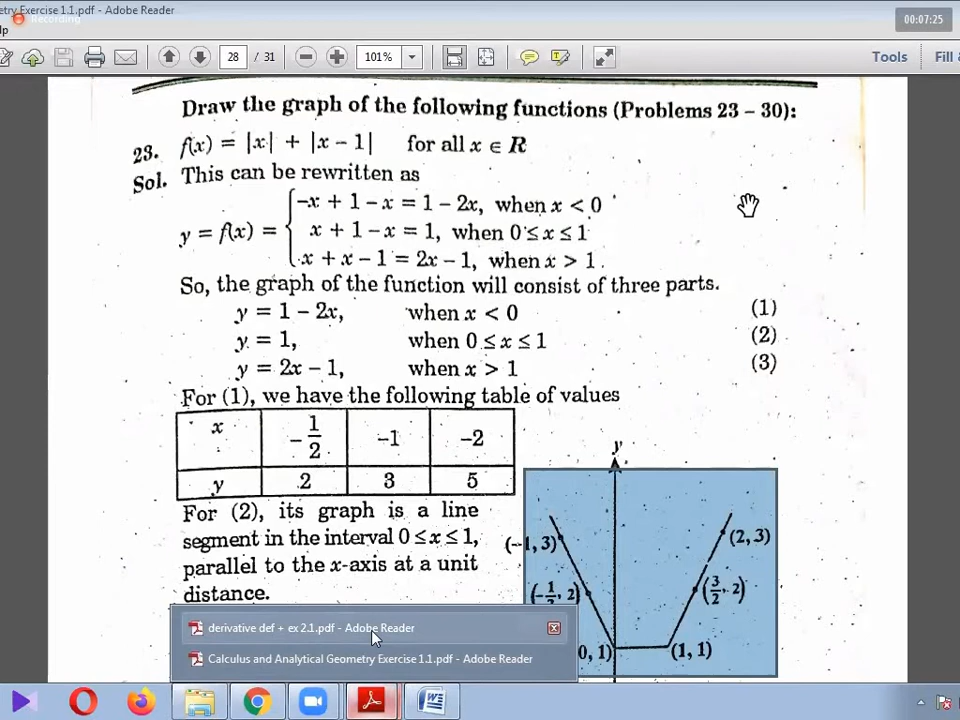 etry Exercise 1.1.pdf - Adobe Reader
Recording
lp
00:07:25
28 / 31
101%
Tools
Fill &
Draw the graph of the following functions (Problems 23 – 30):
23. f(x) = |x| + |x – 1| for all x ∈ R
Sol. This can be rewritten as
–x + 1 – x = 1 – 2x, when x < 0
y = f(x) = { x + 1 – x = 1, when 0 ≤ x ≤ 1
x + x – 1 = 2x – 1, when x > 1.
So, the graph of the function will consist of three parts.
y = 1 – 2x, when x < 0 (1)
y = 1, when 0 ≤ x ≤ 1 (2)
y = 2x – 1, when x > 1 (3)
For (1), we have the following table of values
x –1/2 –1 –2
y 2 3 5
For (2), its graph is a line
segment in the interval 0 ≤ x ≤ 1,
parallel to the x-axis at a unit
distance.
y
(–1, 3)
(2, 3)
(–1/2, 2)
(3/2, 2)
0, 1)
(1, 1)
derivative def + ex 2.1.pdf - Adobe Reader
Calculus and Analytical Geometry Exercise 1.1.pdf - Adobe Reader